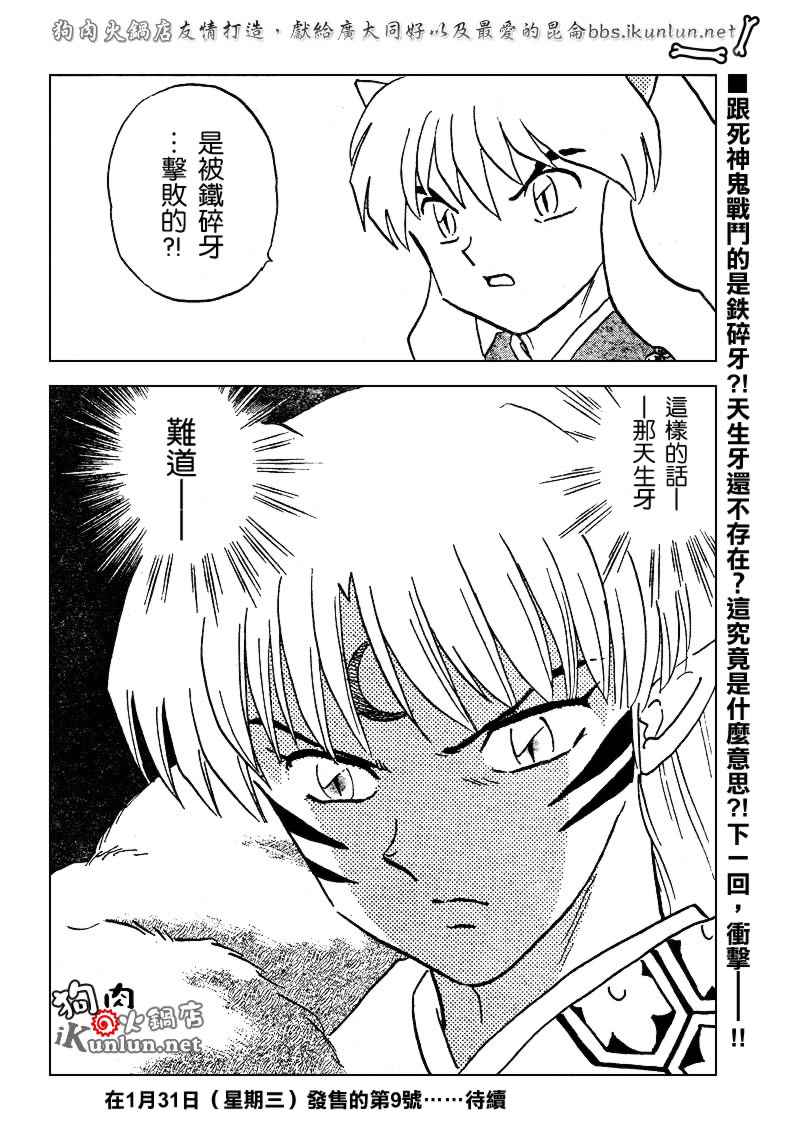 狗肉火鍋店友情打造，獻給廣大同好以及最愛的昆侖bbs.ikunlun.net
■跟死神鬼戰鬥的是鉄碎牙?!天生牙還不存在？這究竟是什麼意思?!下一回，衝擊——!!
是被鐵碎牙
…擊敗的?!
這樣的話—
—那天生牙
難道——
狗肉
火鍋店
iKunlun.net
在1月31日（星期三）發售的第9號……待續